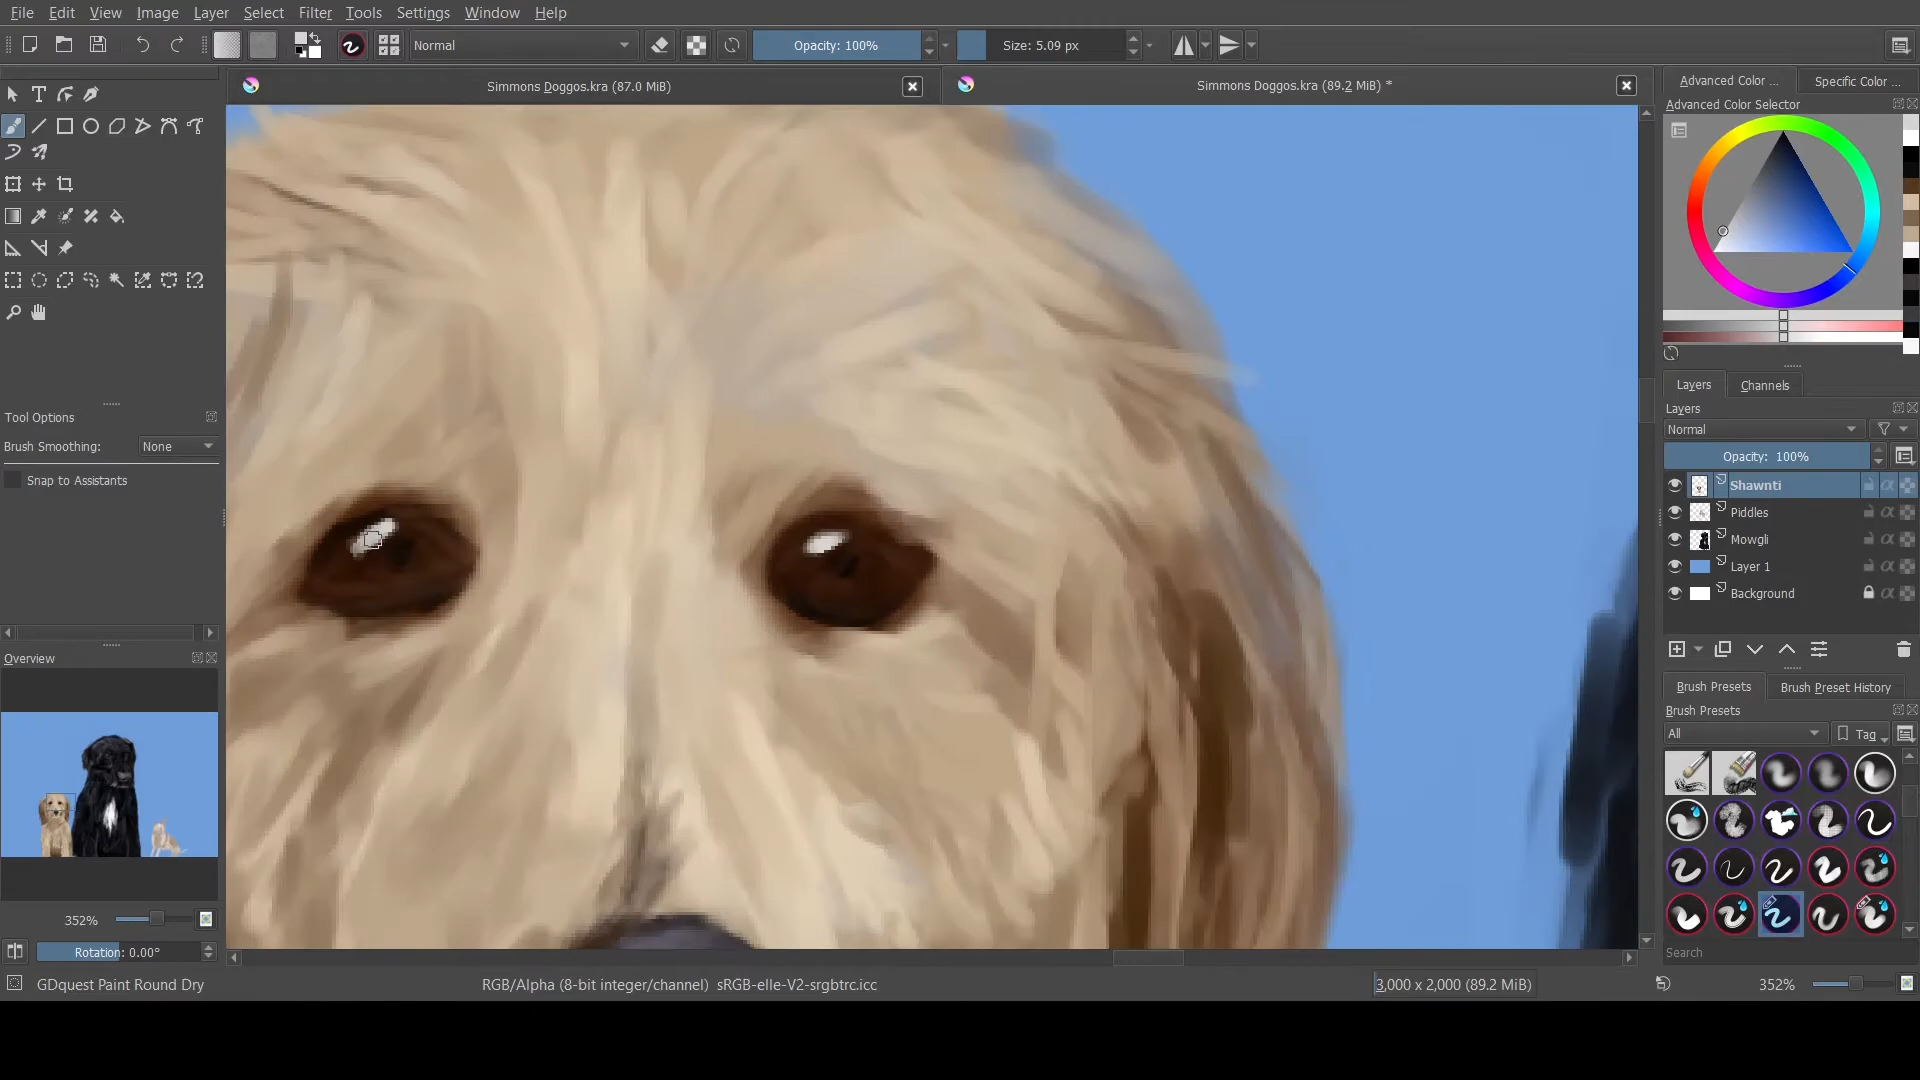 File Edit View Image Layer Select Filter Tools Settings Window Help
Normal Opacity: 100% Size: 5.09 px
Simmons Doggos.kra (87.0 MiB) Simmons Doggos.kra (89.2 MiB) * Advanced Color ... Specific Color ...
Advanced Color Selector
Layers Channels
Layers
Normal
Opacity: 100%
Shawnti
Piddles
Mowgli
Layer 1
Background
Tool Options
Brush Smoothing: None
Snap to Assistants
Overview
Brush Presets Brush Preset History
Brush Presets
All Tag
352%
Rotation: 0.00°
Search
GDquest Paint Round Dry RGB/Alpha (8-bit integer/channel) sRGB-elle-V2-srgbtrc.icc 3,000 x 2,000 (89.2 MiB) 352%